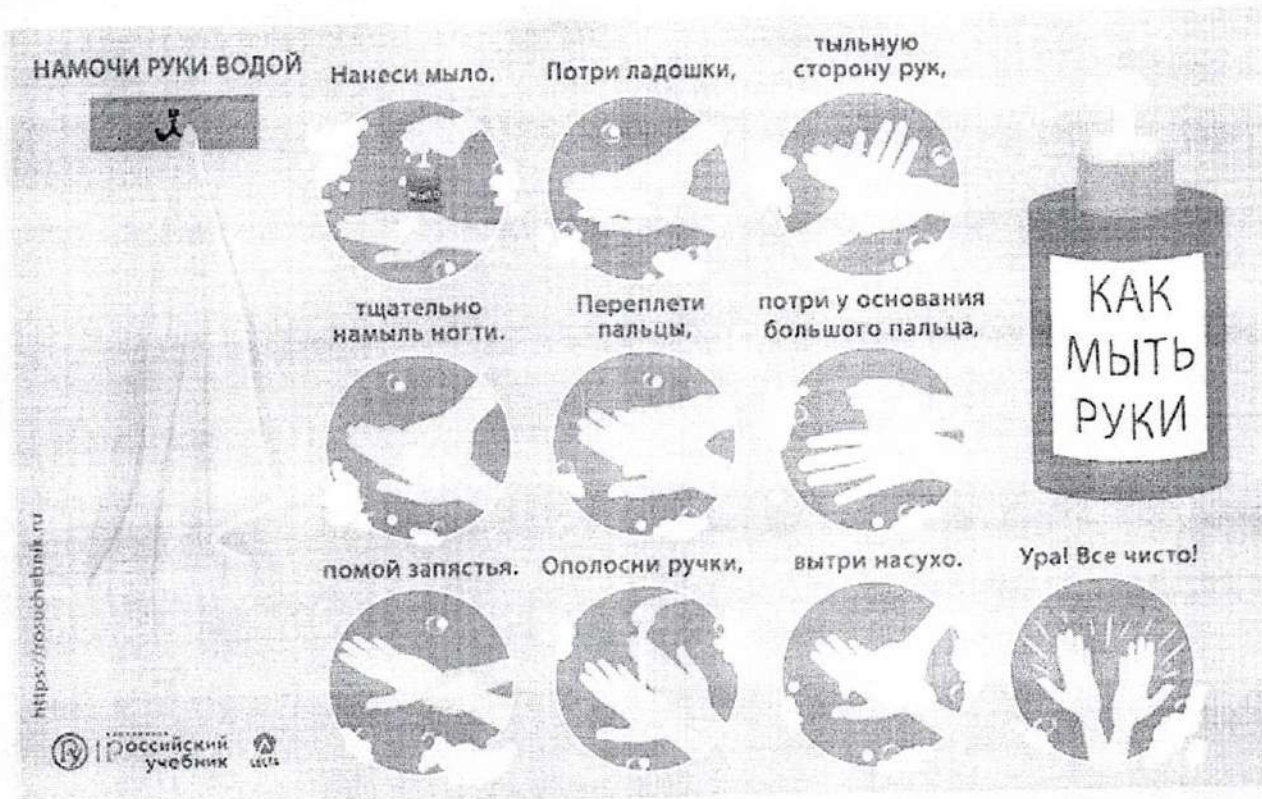 НАМОЧИ РУКИ ВОДОЙ
Нанеси мыло.
Потри ладошки,
тыльную
сторону рук,
тщательно
намыль ногти.
Переплети
пальцы,
потри у основания
большого пальца,
помой запястья.
Ополосни ручки,
вытри насухо.
Ура! Все чисто!
КАК
МЫТЬ
РУКИ
https://rosuchebnik.ru
российский
учебник